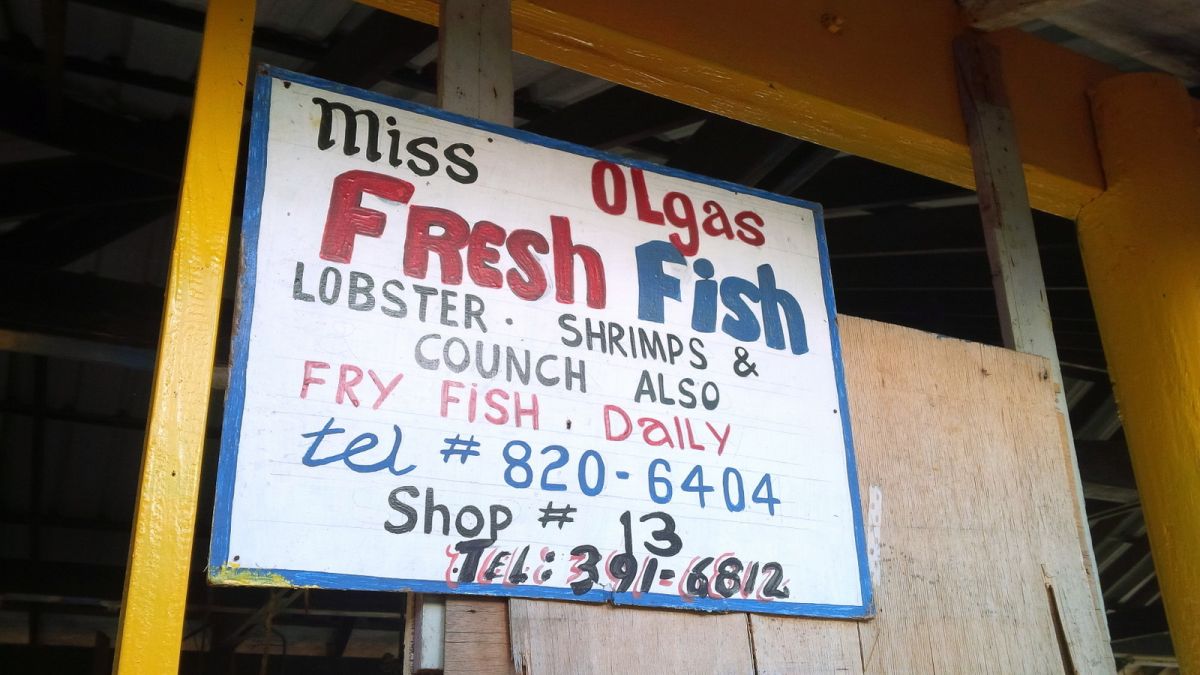 Miss OLgas
FResh Fish
LOBSTER. SHRIMPS &
COUNCH ALSO
FRY FiSH. DaiLY
tel # 820-6404
Shop # 13
TEL: 391-6812